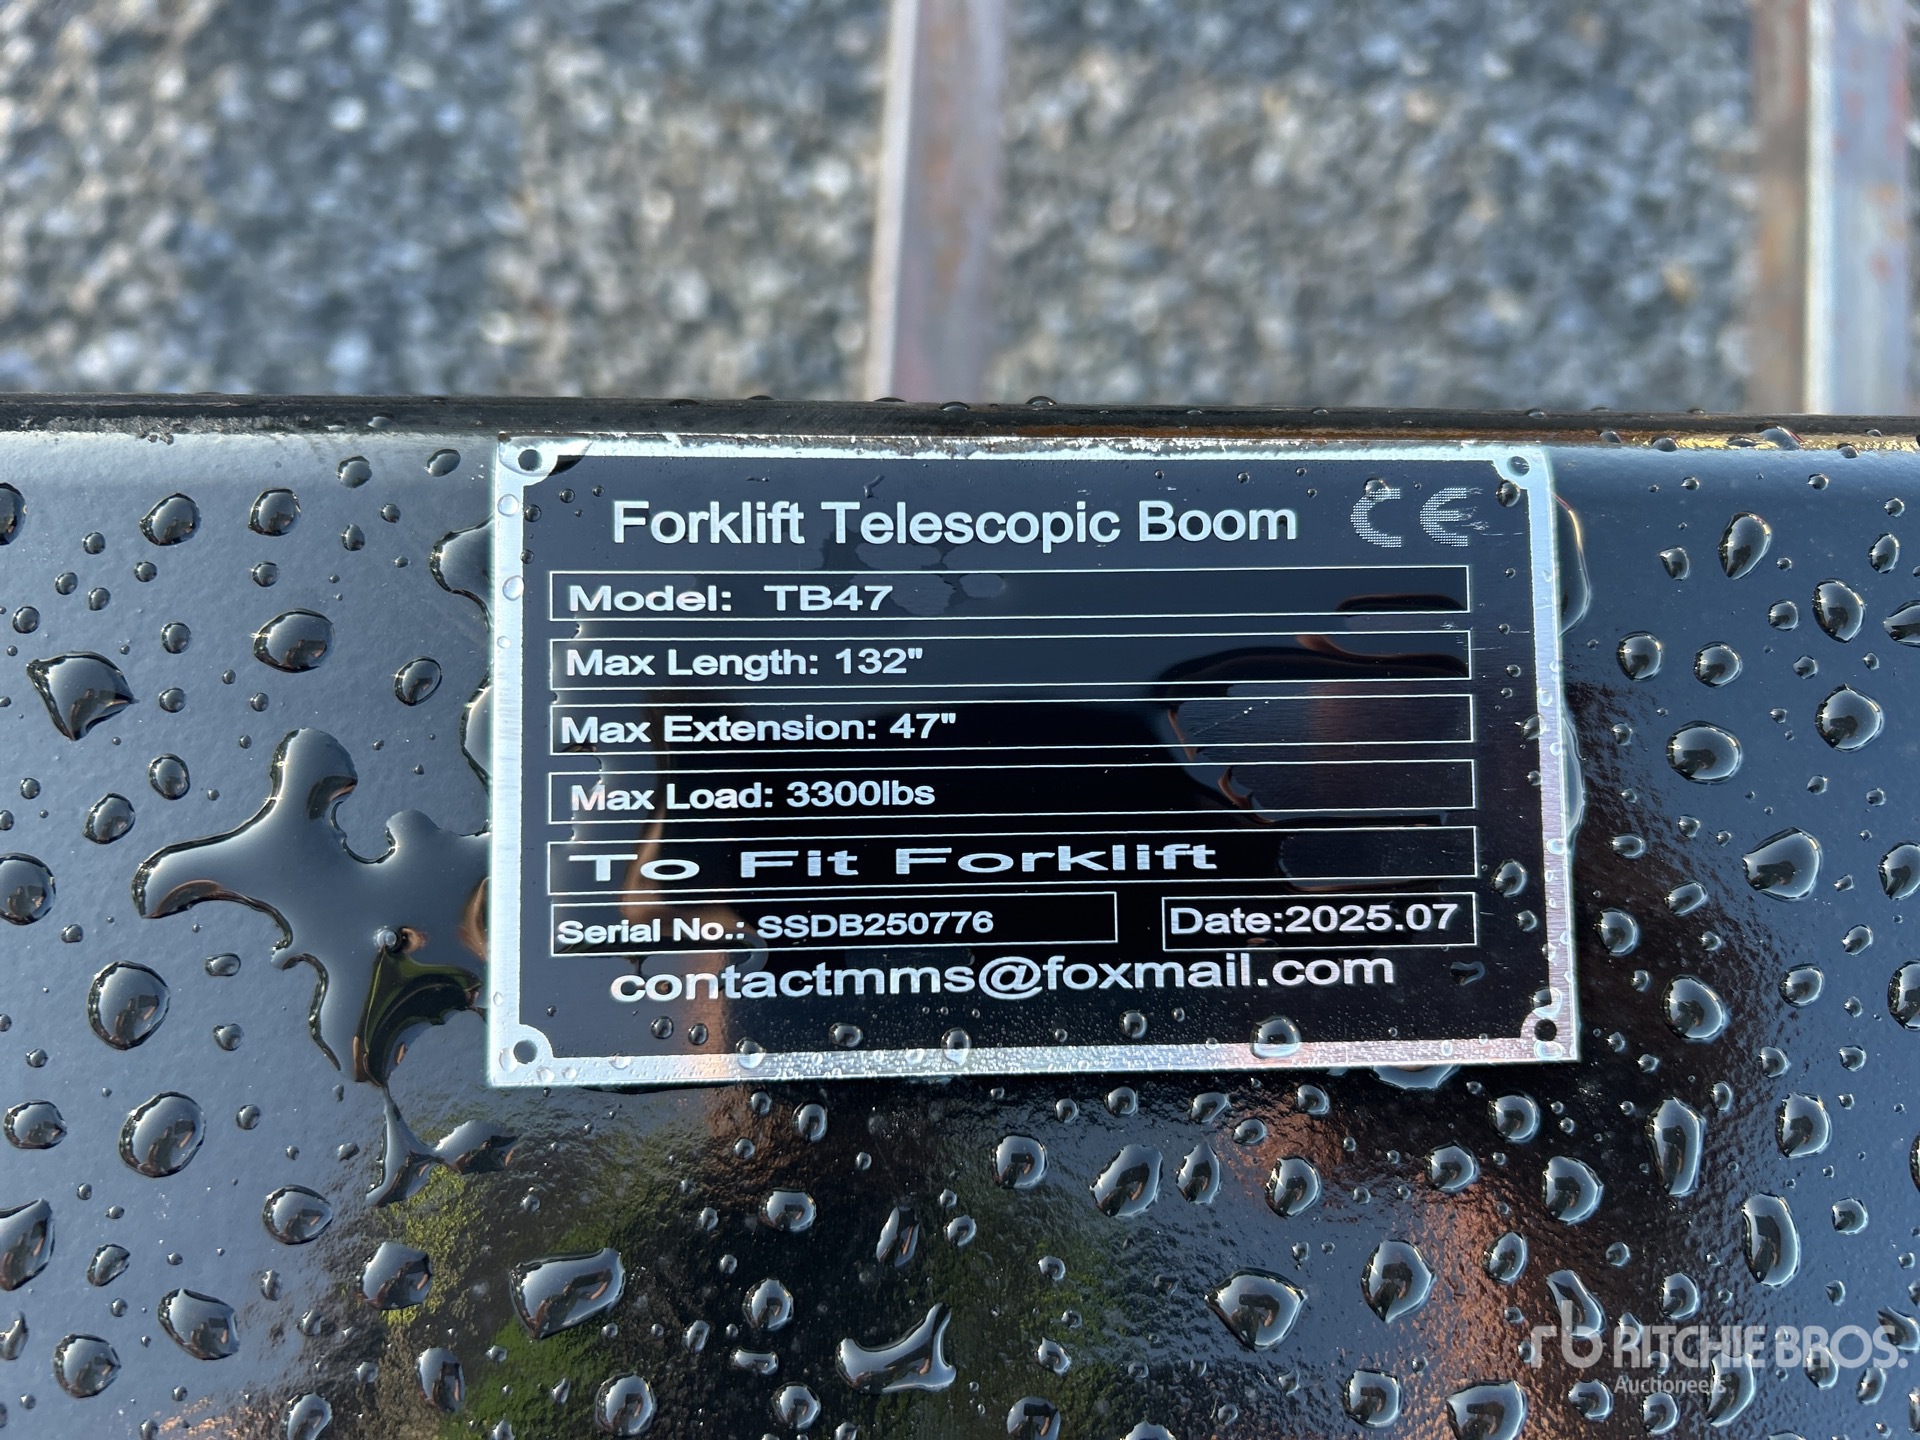 Forklift Telescopic Boom CE
Model: TB47
Max Length: 132"
Max Extension: 47"
Max Load: 3300lbs
To Fit Forklift
Serial No.: SSDB250776 Date:2025.07
contactmms@foxmail.com
rb RITCHIE BROS.
Auctioneers